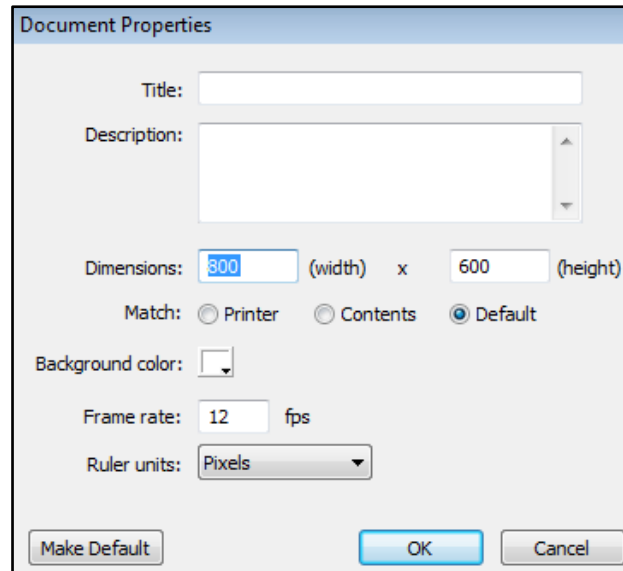 Document Properties
Title:
Description:
Dimensions: 800 (width) x 600 (height)
Match: Printer Contents Default
Background color:
Frame rate: 12 fps
Ruler units: Pixels
Make Default OK Cancel